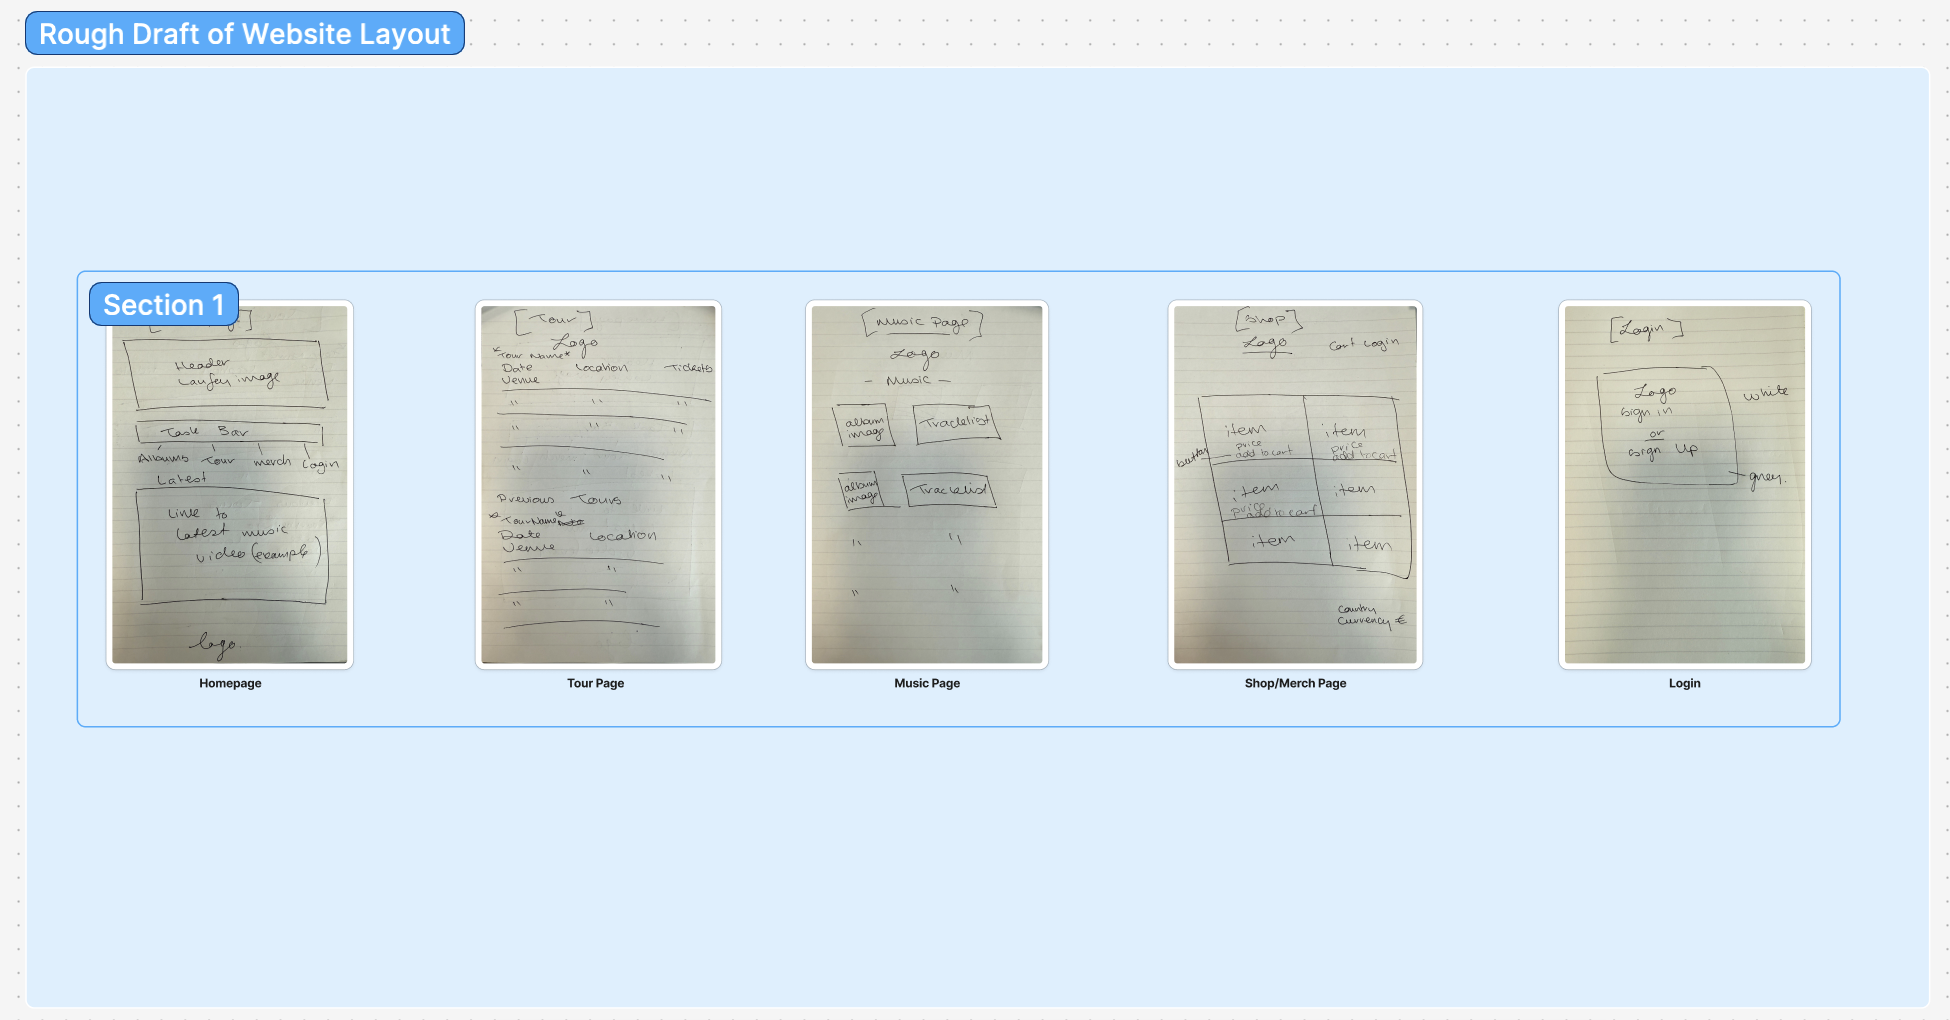 Rough Draft of Website Layout
Section 1
Header
Laufey image
Task Bar
Albums Tour merch Login
Latest
Link to
Latest music
video (example)
logo.
Homepage
[Tour]
Logo
*Tour Name*
Date Location Tickets
Venue
" " "
" " "
" " "
Previous Tours
*Tour Name*
Date Location
Venue
" "
" "
Tour Page
[Music Page]
Logo
- Music -
album image Tracklist
album image Tracklist
" "
" "
Music Page
[Shop]
Logo Cart Login
item item
price price
button add to cart add to cart
item item
price
add to cart
item item
Country
Currency €
Shop/Merch Page
[Login]
Logo
sign in
or
sign Up
white
grey.
Login